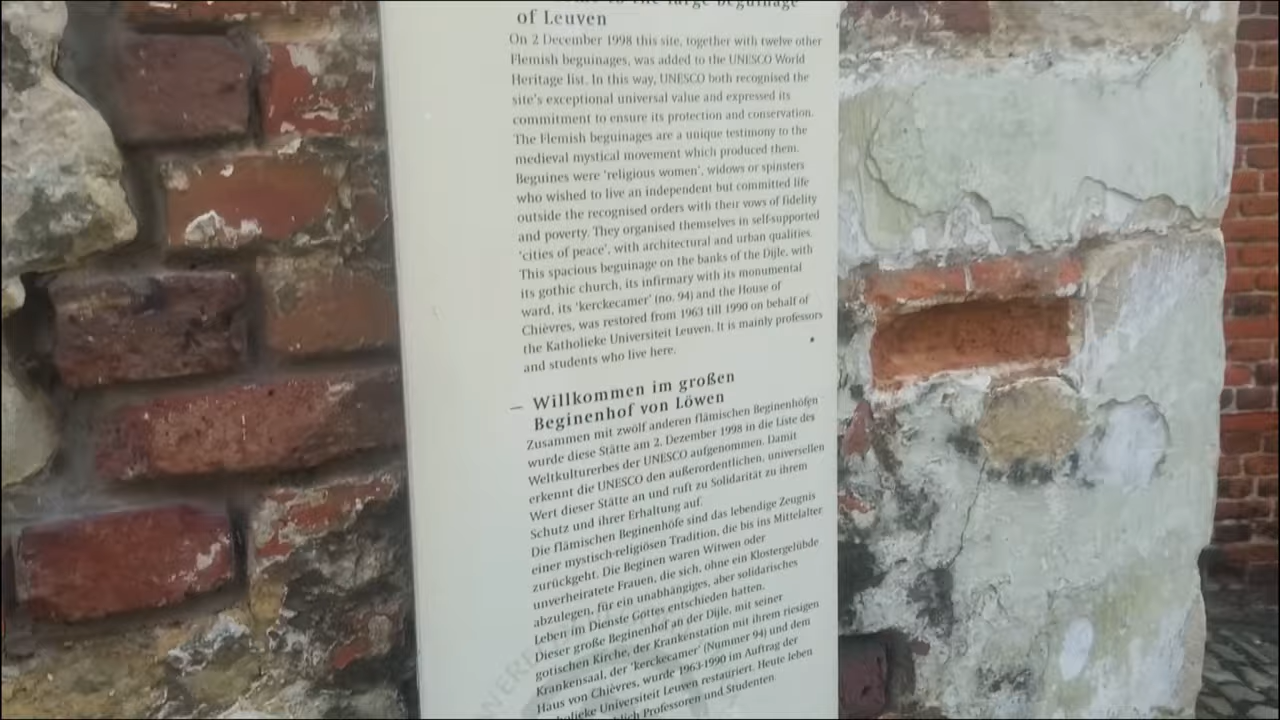 to the large beguinage
of Leuven
On 2 December 1998 this site, together with twelve other
Flemish beguinages, was added to the UNESCO World
Heritage list. In this way, UNESCO both recognised the
site's exceptional universal value and expressed its
commitment to ensure its protection and conservation.
The Flemish beguinages are a unique testimony to the
medieval mystical movement which produced them.
Beguines were 'religious women', widows or spinsters
who wished to live an independent but committed life
outside the recognised orders with their vows of fidelity
and poverty. They organised themselves in self-supported
'cities of peace', with architectural and urban qualities.
This spacious beguinage on the banks of the Dijle, with
its gothic church, its infirmary with its monumental
ward, its 'kerckecamer' (no. 94) and the House of
Chièvres, was restored from 1963 till 1990 on behalf of
the Katholieke Universiteit Leuven. It is mainly professors
and students who live here.
— Willkommen im großen
Beginenhof von Löwen
Zusammen mit zwölf anderen flämischen Beginenhöfen
wurde diese Stätte am 2. Dezember 1998 in die Liste des
Weltkulturerbes der UNESCO aufgenommen. Damit
erkennt die UNESCO den außerordentlichen, universellen
Wert dieser Stätte an und ruft zu Solidarität zu ihrem
Schutz und ihrer Erhaltung auf.
Die flämischen Beginenhöfe sind das lebendige Zeugnis
einer mystisch-religiösen Tradition, die bis ins Mittelalter
zurückgeht. Die Beginen waren Witwen oder
unverheiratete Frauen, die sich, ohne ein Klostergelübde
abzulegen, für ein unabhängiges, aber solidarisches
Leben im Dienste Gottes entschieden hatten.
Dieser große Beginenhof an der Dijle, mit seiner
gotischen Kirche, der Krankenstation mit ihrem riesigen
Krankensaal, der 'kerckecamer' (Nummer 94) und dem
Haus von Chièvres, wurde 1963-1990 im Auftrag der
Universiteit Leuven restauriert. Heute leben
Professoren und Studenten